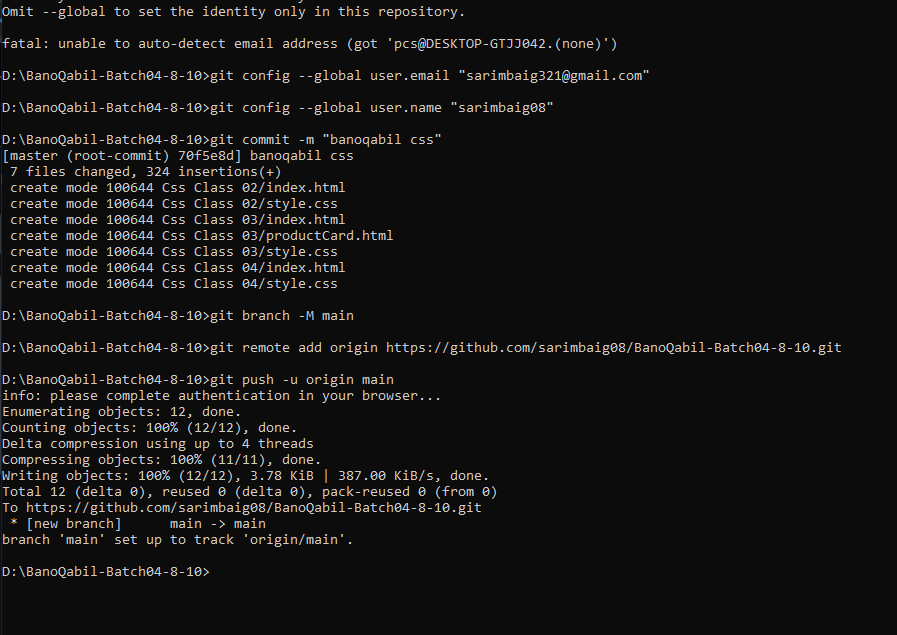 Omit --global to set the identity only in this repository.
fatal: unable to auto-detect email address (got 'pcs@DESKTOP-GTJJ042.(none)')
D:\BanoQabil-Batch04-8-10>git config --global user.email "sarimbaig321@gmail.com"
D:\BanoQabil-Batch04-8-10>git config --global user.name "sarimbaig08"
D:\BanoQabil-Batch04-8-10>git commit -m "banoqabil css"
[master (root-commit) 70f5e8d] banoqabil css
 7 files changed, 324 insertions(+)
 create mode 100644 Css Class 02/index.html
 create mode 100644 Css Class 02/style.css
 create mode 100644 Css Class 03/index.html
 create mode 100644 Css Class 03/productCard.html
 create mode 100644 Css Class 03/style.css
 create mode 100644 Css Class 04/index.html
 create mode 100644 Css Class 04/style.css
D:\BanoQabil-Batch04-8-10>git branch -M main
D:\BanoQabil-Batch04-8-10>git remote add origin https://github.com/sarimbaig08/BanoQabil-Batch04-8-10.git
D:\BanoQabil-Batch04-8-10>git push -u origin main
info: please complete authentication in your browser...
Enumerating objects: 12, done.
Counting objects: 100% (12/12), done.
Delta compression using up to 4 threads
Compressing objects: 100% (11/11), done.
Writing objects: 100% (12/12), 3.78 KiB | 387.00 KiB/s, done.
Total 12 (delta 0), reused 0 (delta 0), pack-reused 0 (from 0)
To https://github.com/sarimbaig08/BanoQabil-Batch04-8-10.git
 * [new branch]      main -> main
branch 'main' set up to track 'origin/main'.
D:\BanoQabil-Batch04-8-10>